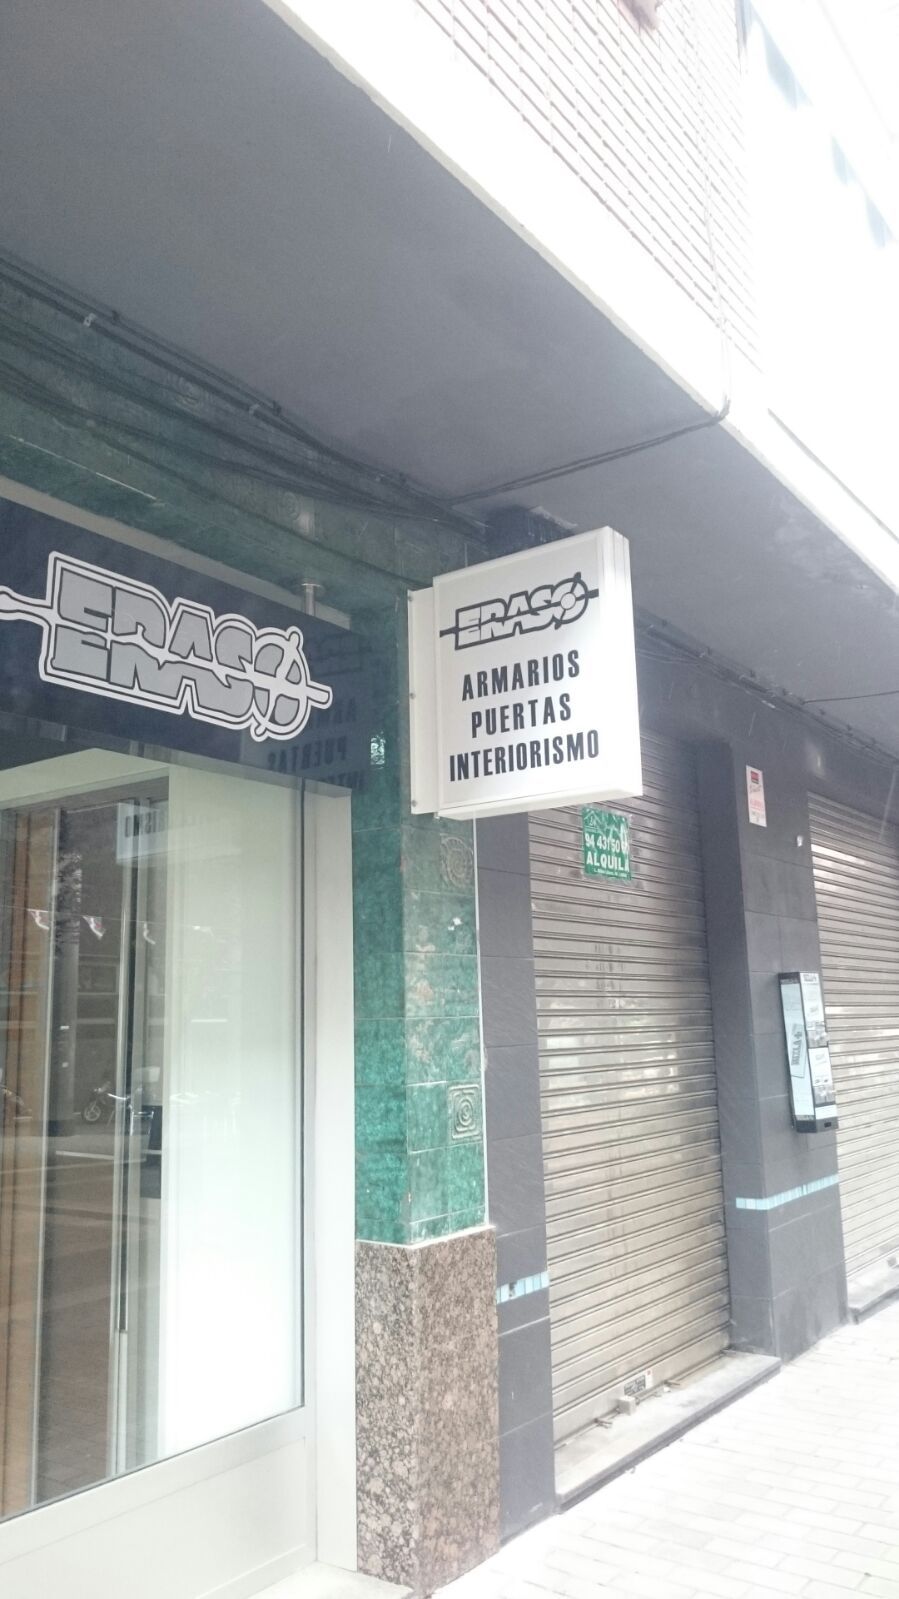 ERASO
ERASO
ARMARIOS
PUERTAS
INTERIORISMO
ALQUILA